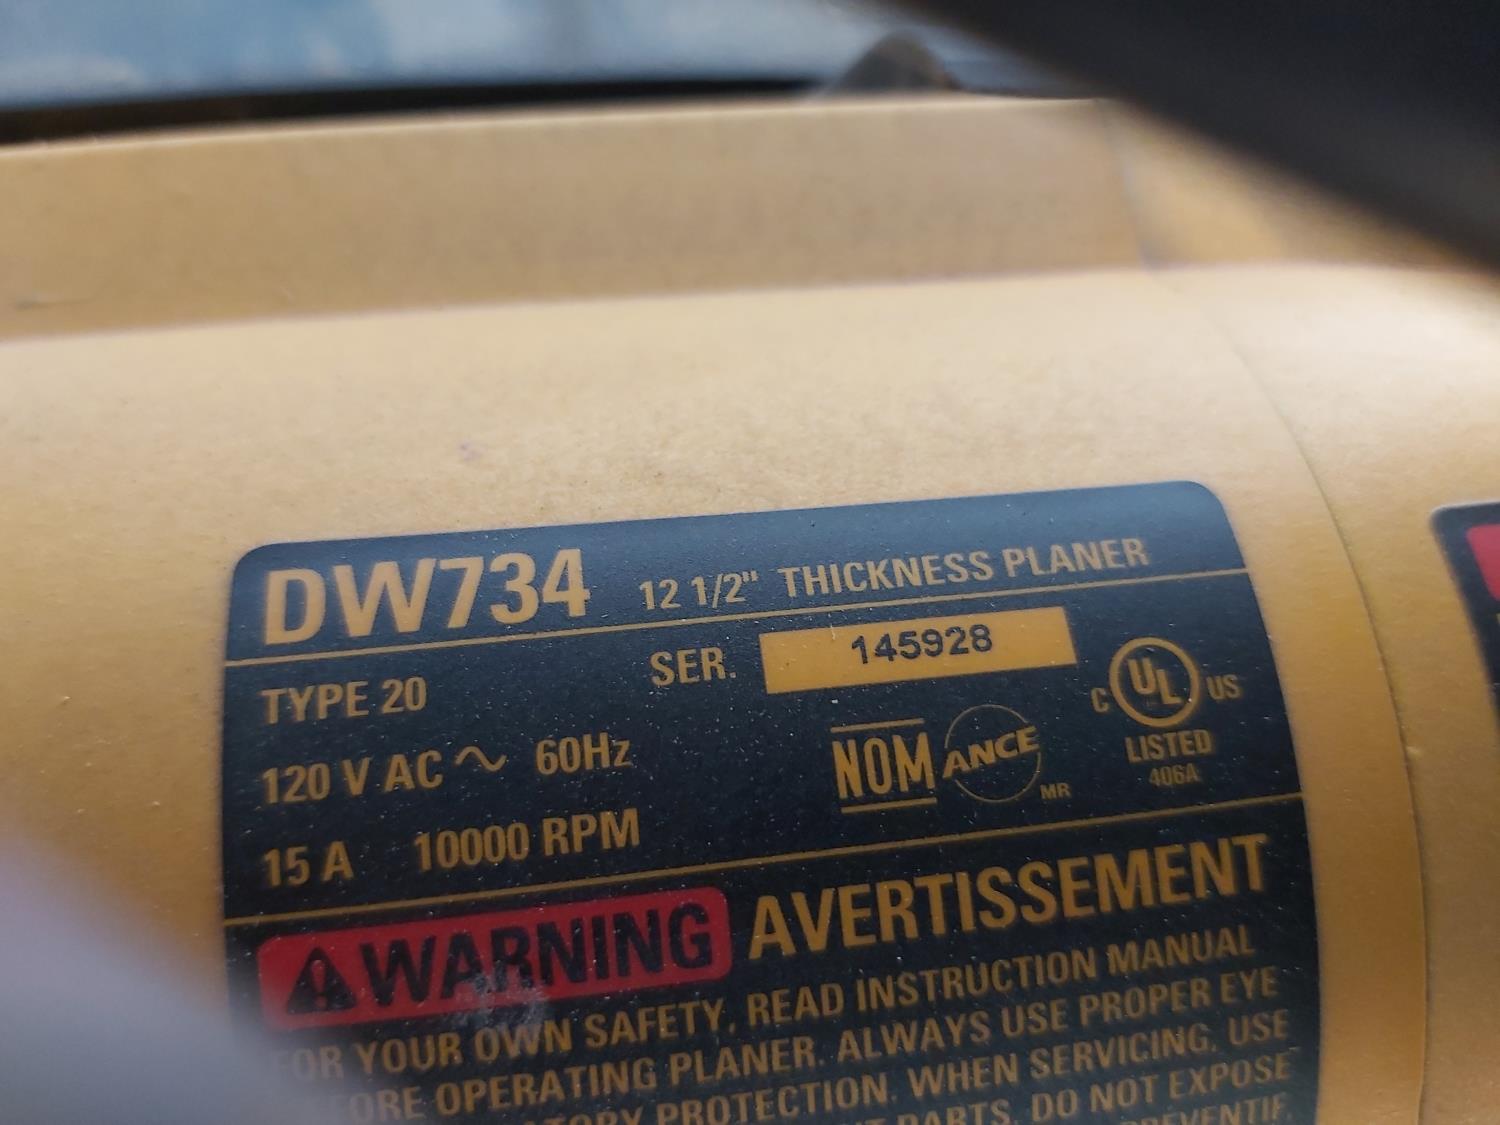 DW734 12 1/2" THICKNESS PLANER
TYPE 20 SER. 145928
120 V AC ~ 60Hz NOM ANCE MR C UL US
LISTED
406A
15 A 10000 RPM
WARNING AVERTISSEMENT
FOR YOUR OWN SAFETY, READ INSTRUCTION MANUAL
OPERATING PLANER. ALWAYS USE PROPER EYE
PROTECTION. WHEN SERVICING, USE
PARTS. DO NOT EXPOSE